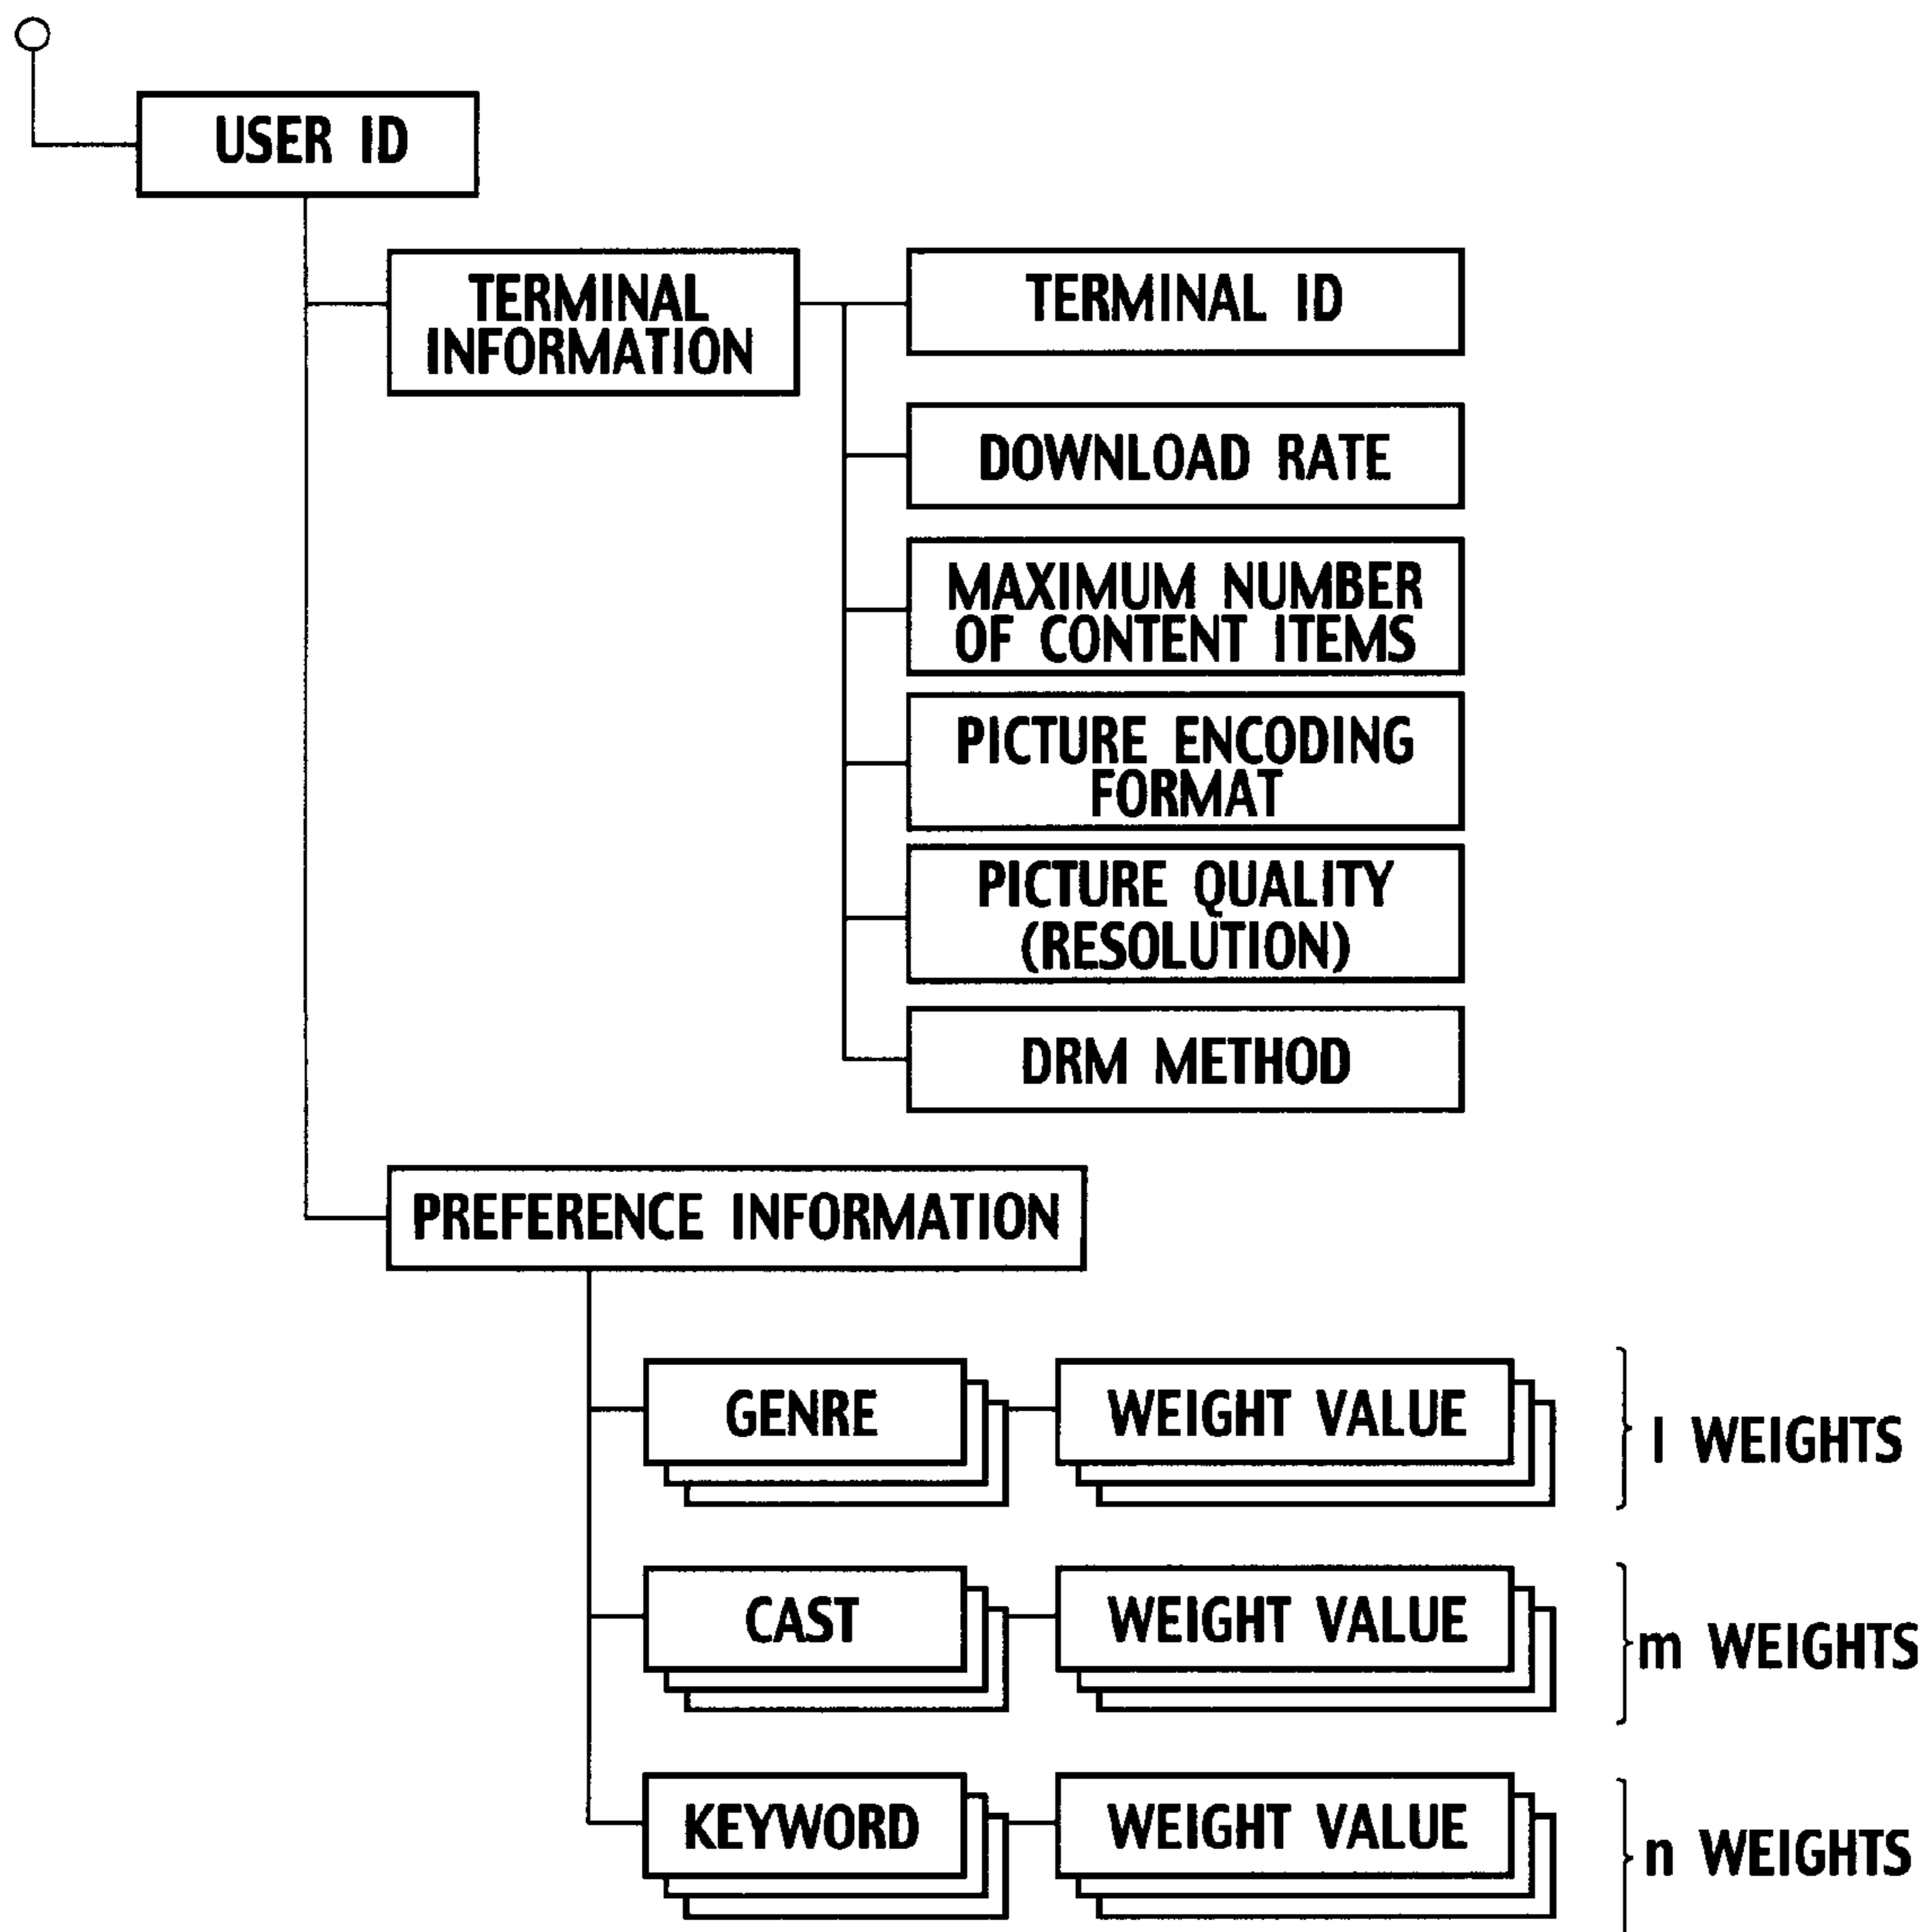 USER ID
TERMINAL
INFORMATION
TERMINAL ID
DOWNLOAD RATE
MAXIMUM NUMBER
OF CONTENT ITEMS
PICTURE ENCODING
FORMAT
PICTURE QUALITY
(RESOLUTION)
DRM METHOD
PREFERENCE INFORMATION
GENRE
WEIGHT VALUE
l WEIGHTS
CAST
WEIGHT VALUE
m WEIGHTS
KEYWORD
WEIGHT VALUE
n WEIGHTS